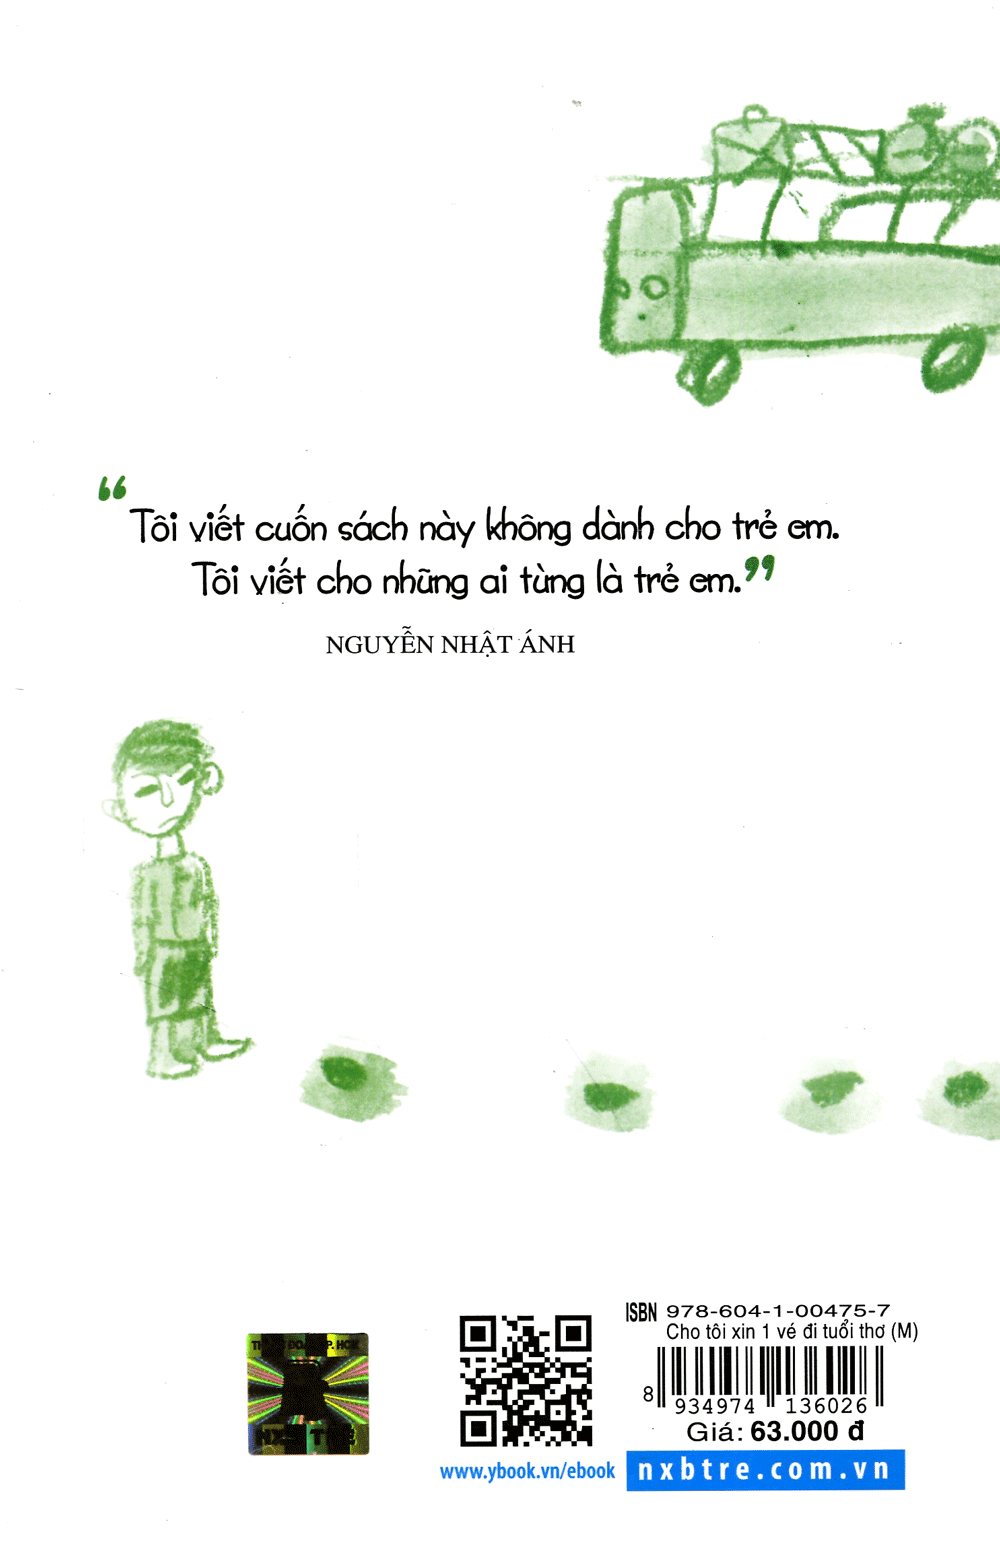 “Tôi viết cuốn sách này không dành cho trẻ em.
Tôi viết cho những ai từng là trẻ em.”
NGUYỄN NHẬT ÁNH
ISBN 978-604-1-00475-7
Cho tôi xin 1 vé đi tuổi thơ (M)
8 934974 136026
Giá: 63.000 đ
www.ybook.vn/ebook
nxbtre.com.vn